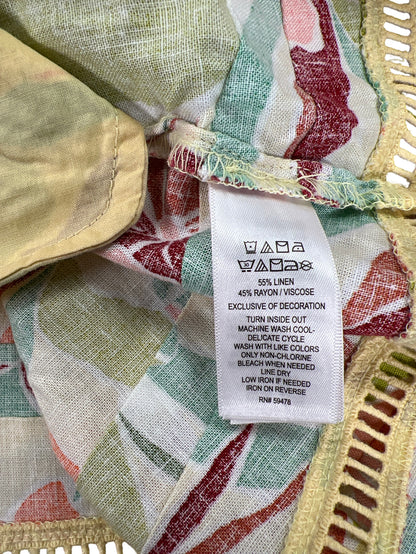 55% LINEN
45% RAYON / VISCOSE
EXCLUSIVE OF DECORATION
TURN INSIDE OUT
MACHINE WASH COOL-
DELICATE CYCLE
WASH WITH LIKE COLORS
ONLY NON-CHLORINE
BLEACH WHEN NEEDED
LINE DRY
LOW IRON IF NEEDED
IRON ON REVERSE
RN# 59478